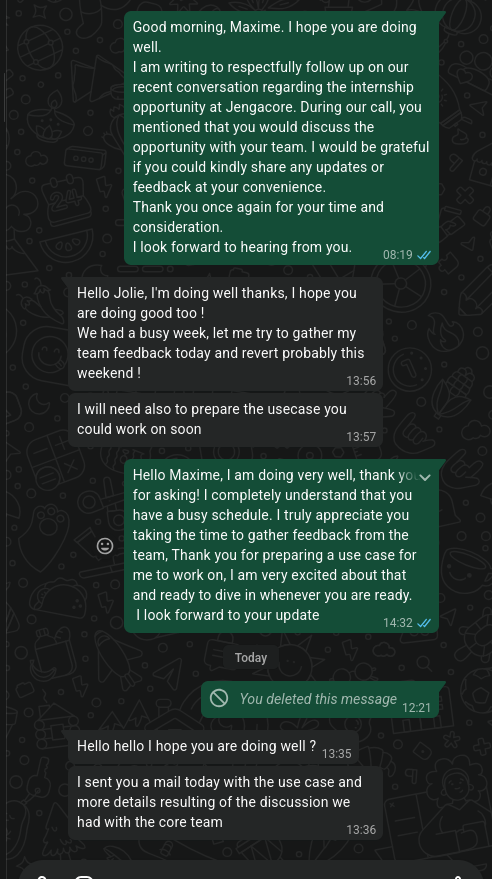 Good morning, Maxime. I hope you are doing
well.
I am writing to respectfully follow up on our
recent conversation regarding the internship
opportunity at Jengacore. During our call, you
mentioned that you would discuss the
opportunity with your team. I would be grateful
if you could kindly share any updates or
feedback at your convenience.
Thank you once again for your time and
consideration.
I look forward to hearing from you.
08:19
Hello Jolie, I'm doing well thanks, I hope you
are doing good too !
We had a busy week, let me try to gather my
team feedback today and revert probably this
weekend !
13:56
I will need also to prepare the usecase you
could work on soon
13:57
Hello Maxime, I am doing very well, thank you
for asking! I completely understand that you
have a busy schedule. I truly appreciate you
taking the time to gather feedback from the
team, Thank you for preparing a use case for
me to work on, I am very excited about that
and ready to dive in whenever you are ready.
I look forward to your update
14:32
Today
You deleted this message
12:21
Hello hello I hope you are doing well ?
13:35
I sent you a mail today with the use case and
more details resulting of the discussion we
had with the core team
13:36